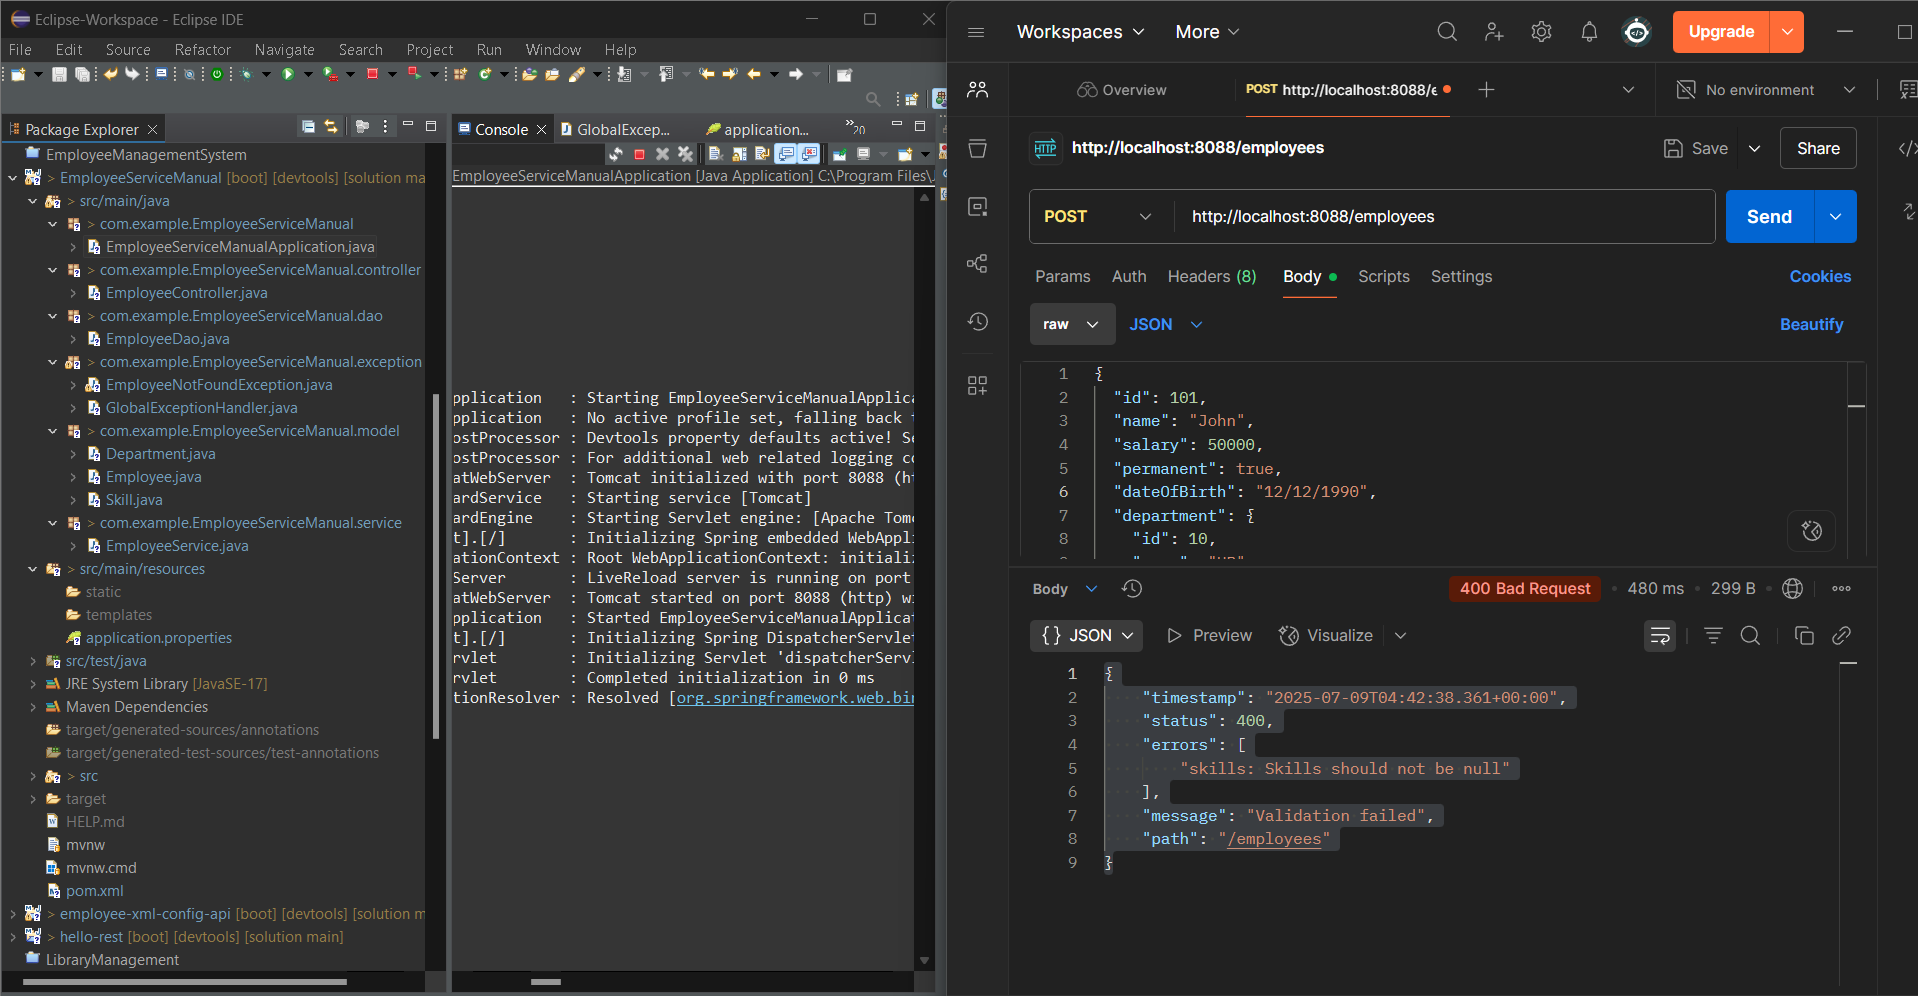 Eclipse-Workspace - Eclipse IDE
File Edit Source Refactor Navigate Search Project Run Window Help
Package Explorer
EmployeeManagementSystem
> EmployeeServiceManual [boot] [devtools] [solution ma
> src/main/java
> com.example.EmployeeServiceManual
EmployeeServiceManualApplication.java
> com.example.EmployeeServiceManual.controller
EmployeeController.java
> com.example.EmployeeServiceManual.dao
EmployeeDao.java
> com.example.EmployeeServiceManual.exception
EmployeeNotFoundException.java
GlobalExceptionHandler.java
> com.example.EmployeeServiceManual.model
Department.java
Employee.java
Skill.java
> com.example.EmployeeServiceManual.service
EmployeeService.java
> src/main/resources
static
templates
application.properties
src/test/java
JRE System Library [JavaSE-17]
Maven Dependencies
target/generated-sources/annotations
target/generated-test-sources/test-annotations
> src
target
HELP.md
mvnw
mvnw.cmd
pom.xml
> employee-xml-config-api [boot] [devtools] [solution m
> hello-rest [boot] [devtools] [solution main]
LibraryManagement
Console GlobalExcep... application... »20
EmployeeServiceManualApplication [Java Application] C:\Program Files\J
pplication : Starting EmployeeServiceManualApplica
pplication : No active profile set, falling back
ostProcessor : Devtools property defaults active! Se
ostProcessor : For additional web related logging co
atWebServer : Tomcat initialized with port 8088 (ht
ardService : Starting service [Tomcat]
ardEngine : Starting Servlet engine: [Apache Tomc
t].[/] : Initializing Spring embedded WebAppli
ationContext : Root WebApplicationContext: initializ
Server : LiveReload server is running on port
atWebServer : Tomcat started on port 8088 (http) wi
pplication : Started EmployeeServiceManualApplicat
t].[/] : Initializing Spring DispatcherServlet
rvlet : Initializing Servlet 'dispatcherServl
rvlet : Completed initialization in 0 ms
tionResolver : Resolved [org.springframework.web.bin
Workspaces More Upgrade
Overview POST http://localhost:8088/e No environment
HTTP http://localhost:8088/employees Save Share
POST http://localhost:8088/employees Send
Params Auth Headers (8) Body Scripts Settings Cookies
raw JSON Beautify
1 {
2 "id": 101,
3 "name": "John",
4 "salary": 50000,
5 "permanent": true,
6 "dateOfBirth": "12/12/1990",
7 "department": {
8 "id": 10,
Body 400 Bad Request 480 ms 299 B
{} JSON Preview Visualize
1 {
2 "timestamp": "2025-07-09T04:42:38.361+00:00",
3 "status": 400,
4 "errors": [
5 "skills: Skills should not be null"
6 ],
7 "message": "Validation failed",
8 "path": "/employees"
9 }